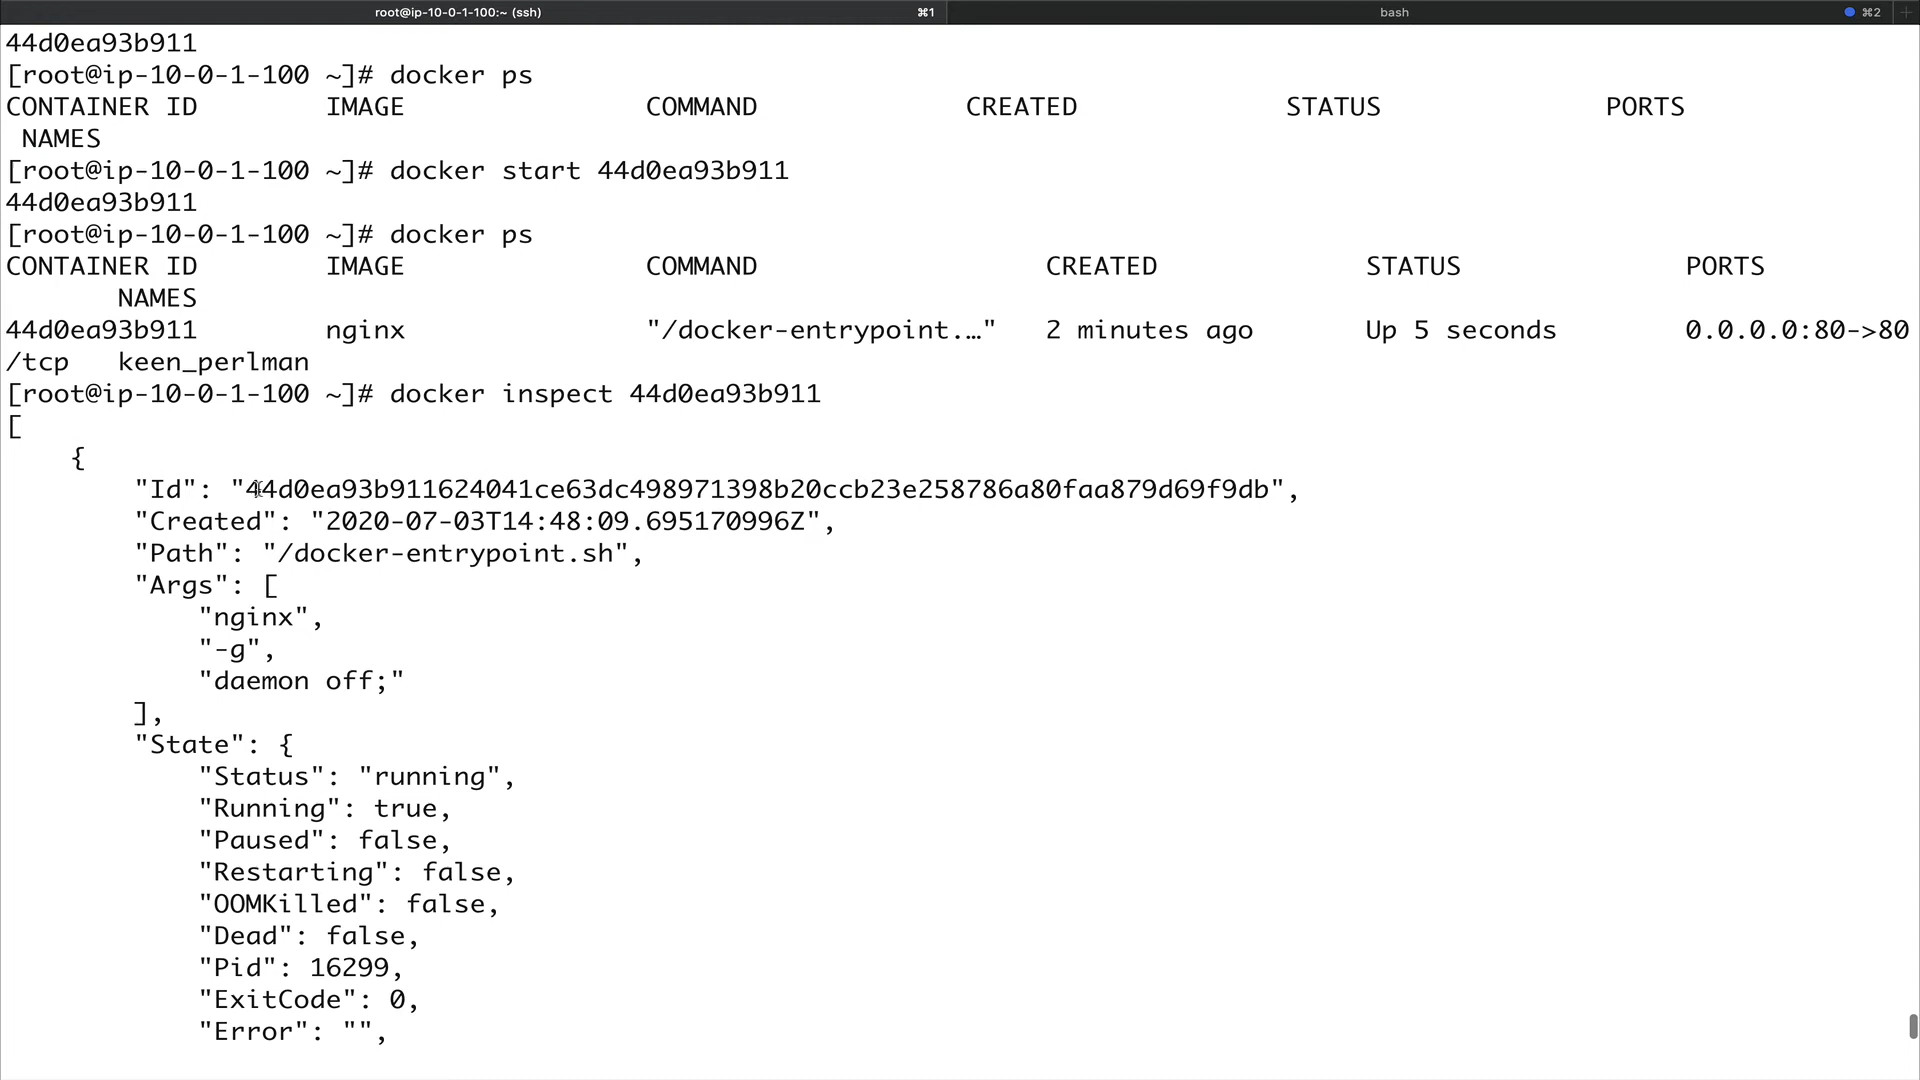 root@ip-10-0-1-100:~ (ssh) ⌘1 bash ⌘2 +
44d0ea93b911
[root@ip-10-0-1-100 ~]# docker ps
CONTAINER ID IMAGE COMMAND CREATED STATUS PORTS
NAMES
[root@ip-10-0-1-100 ~]# docker start 44d0ea93b911
44d0ea93b911
[root@ip-10-0-1-100 ~]# docker ps
CONTAINER ID IMAGE COMMAND CREATED STATUS PORTS
NAMES
44d0ea93b911 nginx "/docker-entrypoint.…" 2 minutes ago Up 5 seconds 0.0.0.0:80->80
/tcp keen_perlman
[root@ip-10-0-1-100 ~]# docker inspect 44d0ea93b911
[
{
"Id": "44d0ea93b911624041ce63dc498971398b20ccb23e258786a80faa879d69f9db",
"Created": "2020-07-03T14:48:09.695170996Z",
"Path": "/docker-entrypoint.sh",
"Args": [
"nginx",
"-g",
"daemon off;"
],
"State": {
"Status": "running",
"Running": true,
"Paused": false,
"Restarting": false,
"OOMKilled": false,
"Dead": false,
"Pid": 16299,
"ExitCode": 0,
"Error": "",